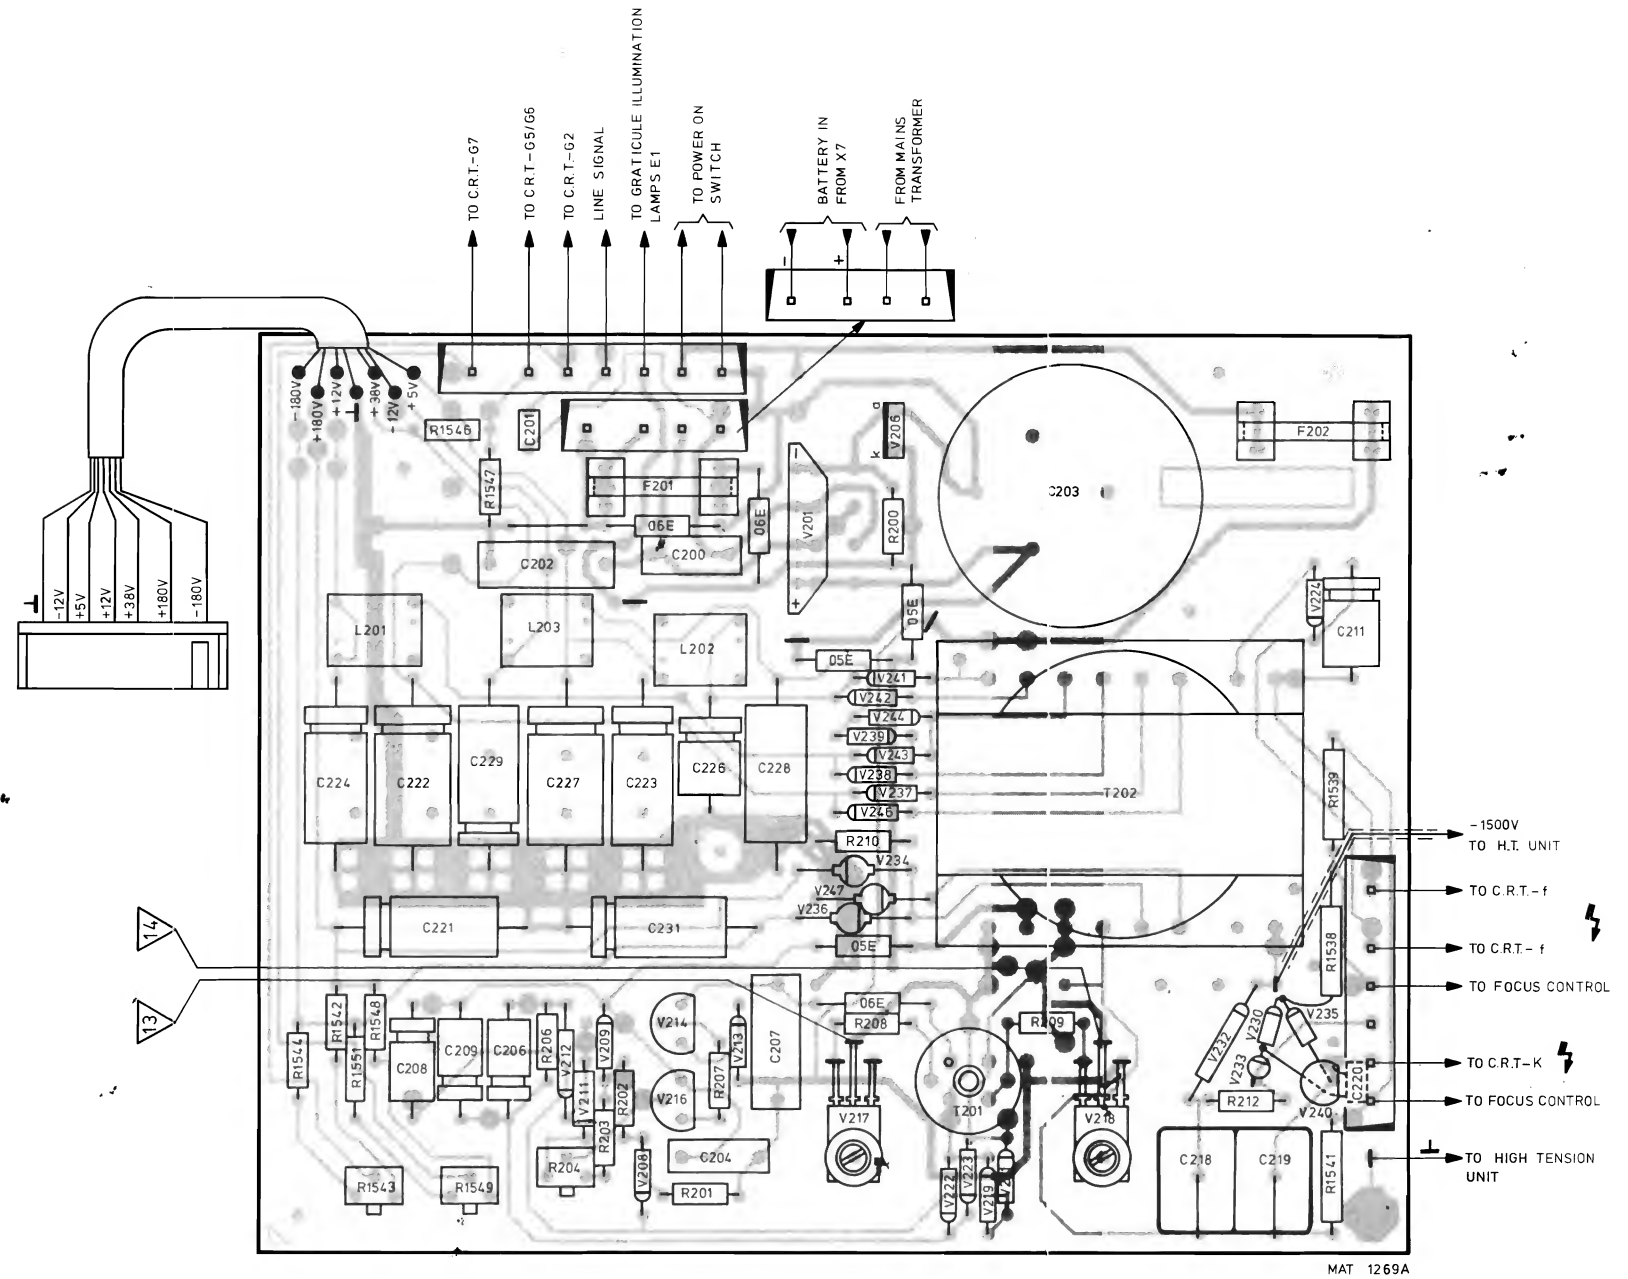 TO C.R.T.-G7
TO C.R.T.-G5/G6
TO C.R.T.-G2
LINE SIGNAL
TO GRATICULE ILLUMINATION
LAMPS E1
TO POWER ON
SWITCH
BATTERY IN
FROM X7
FROM MAINS
TRANSFORMER
-
+
-180V
+180V
+12V
+38V
-12V
+5V
R1546
C201
R1547
F201
06E
06E
C202
C200
-
V201
+
a
V206
k
R200
C203
F202
-12V
+5V
+12V
+38V
+180V
-180V
L201
L203
L202
05E
05E
V224
C211
V241
V242
V244
V239
V243
V238
V237
V246
C224
C222
C229
C227
C223
C226
C228
T202
R1539
R210
V234
V247
V236
05E
C221
C231
-1500V
TO H.T. UNIT
TO C.R.T.-f
R1538
TO C.R.T.-f
TO FOCUS CONTROL
14
13
R1542
R1548
R1544
R1551
C208
C209
C206
R206
V212
V209
V211
R202
R203
V214
V216
R207
V213
C207
06E
R208
R209
V217
T201
V218
V232
V230
V235
V233
R212
V240
C2201
TO C.R.T-K
TO FOCUS CONTROL
R1543
R1549
R204
V208
C204
R201
V222
V223
V219
C218
C219
R1541
TO HIGH TENSION
UNIT
MAT 1269A